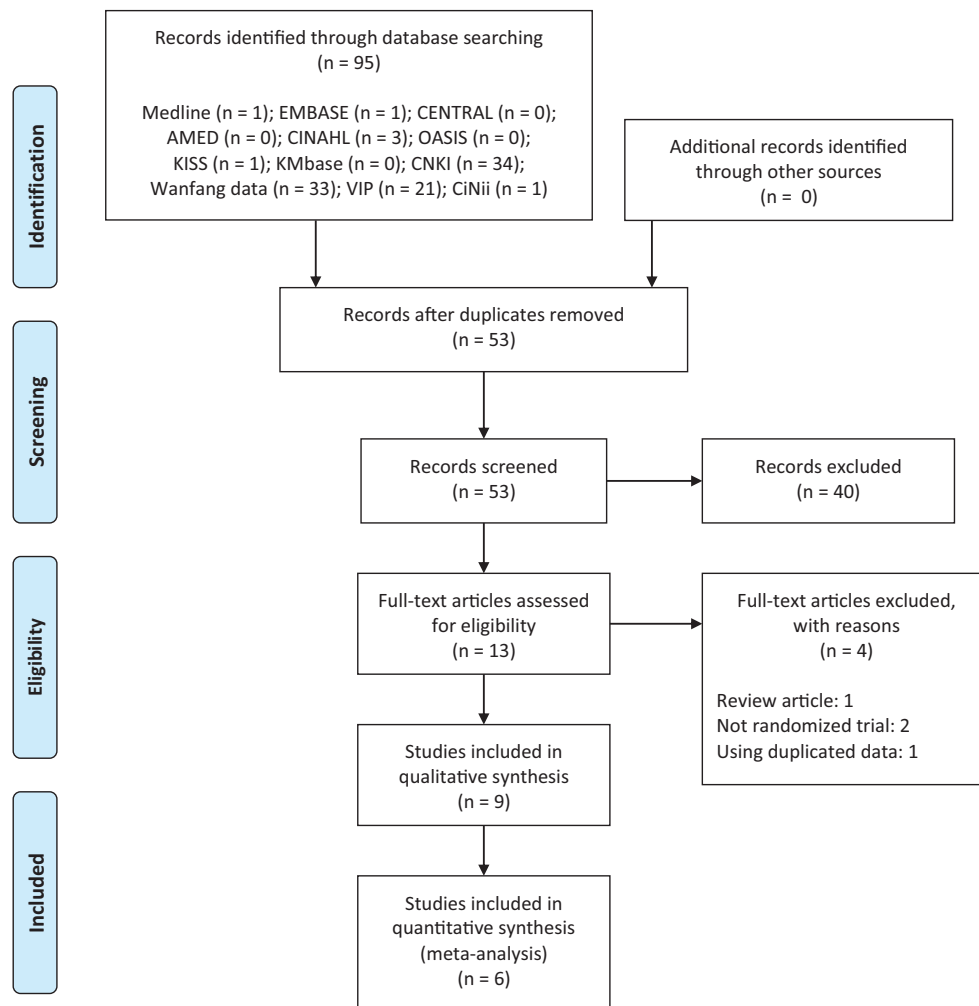 Identification
Records identified through database searching
(n = 95)
Medline (n = 1); EMBASE (n = 1); CENTRAL (n = 0);
AMED (n = 0); CINAHL (n = 3); OASIS (n = 0);
KISS (n = 1); KMbase (n = 0); CNKI (n = 34);
Wanfang data (n = 33); VIP (n = 21); CiNii (n = 1)
Additional records identified
through other sources
(n =  0)
Records after duplicates removed
(n = 53)
Screening
Records screened
(n = 53)
Records excluded
(n = 40)
Eligibility
Full-text articles assessed
for eligibility
(n = 13)
Full-text articles excluded,
with reasons
(n = 4)
Review article: 1
Not randomized trial: 2
Using duplicated data: 1
Studies included in
qualitative synthesis
(n = 9)
Included
Studies included in
quantitative synthesis
(meta-analysis)
(n = 6)